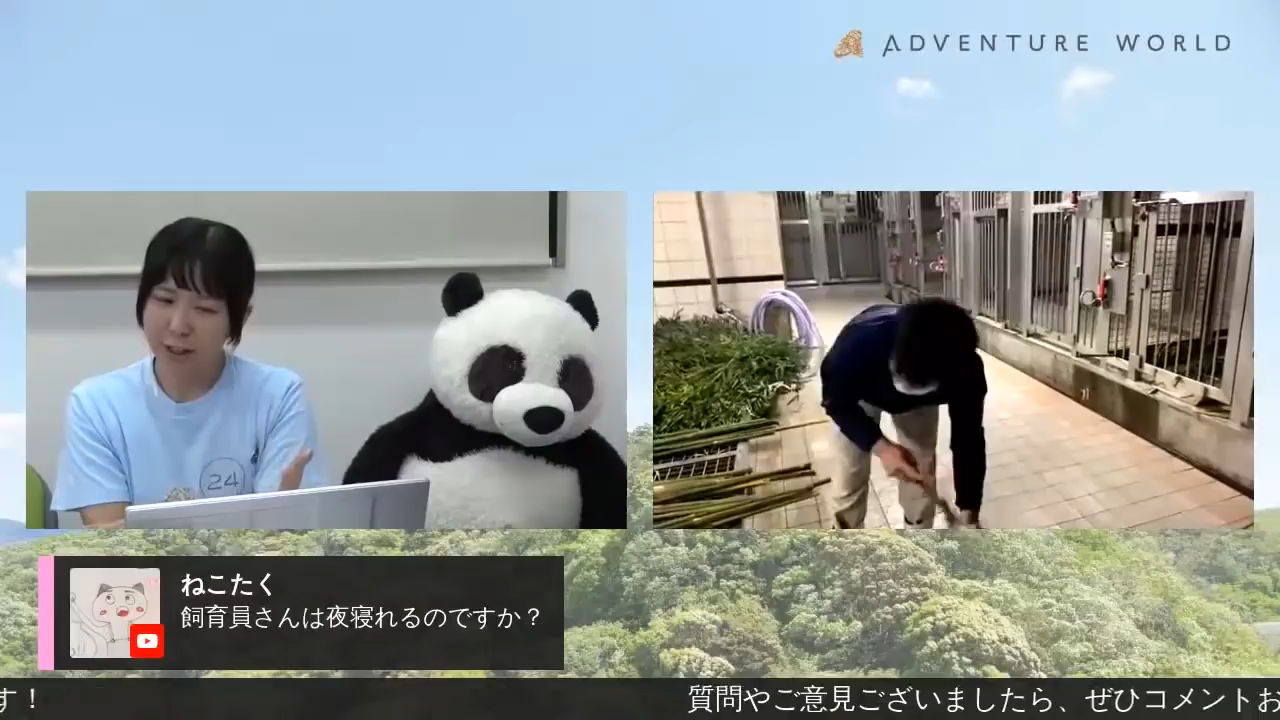 ADVENTURE WORLD
24
ねこたく
飼育員さんは夜寝れるのですか？
す！
質問やご意見ございましたら、ぜひコメントお